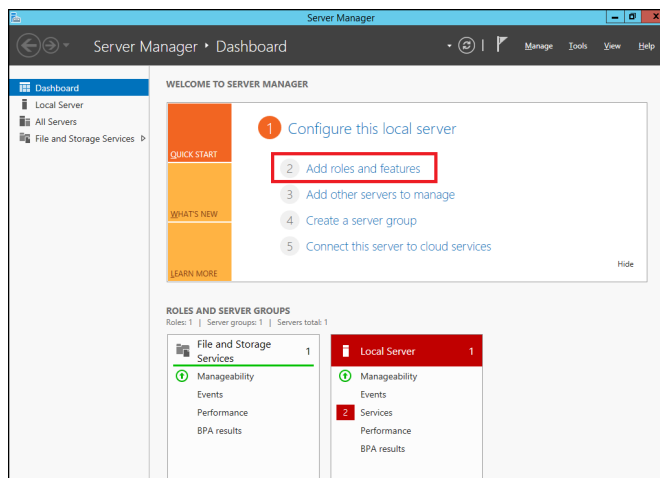 Server Manager
Server Manager • Dashboard
Manage Tools View Help
Dashboard
Local Server
All Servers
File and Storage Services
WELCOME TO SERVER MANAGER
QUICK START
WHAT'S NEW
LEARN MORE
1 Configure this local server
2 Add roles and features
3 Add other servers to manage
4 Create a server group
5 Connect this server to cloud services
Hide
ROLES AND SERVER GROUPS
Roles: 1 | Server groups: 1 | Servers total: 1
File and Storage
Services
1
Manageability
Events
Performance
BPA results
Local Server 1
Manageability
Events
2 Services
Performance
BPA results